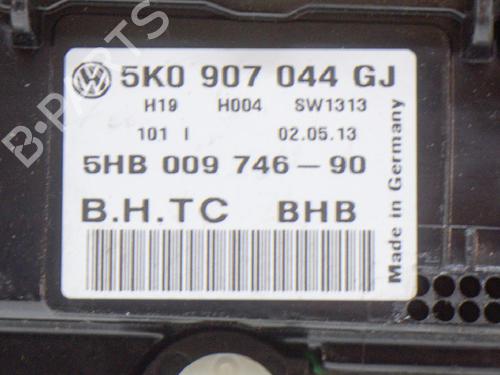 5K0 907 044 GJ
H19 H004 SW1313
101 I 02.05.13
5HB 009 746-90
B.H.TC BHB
Made in Germany
B-PARTS